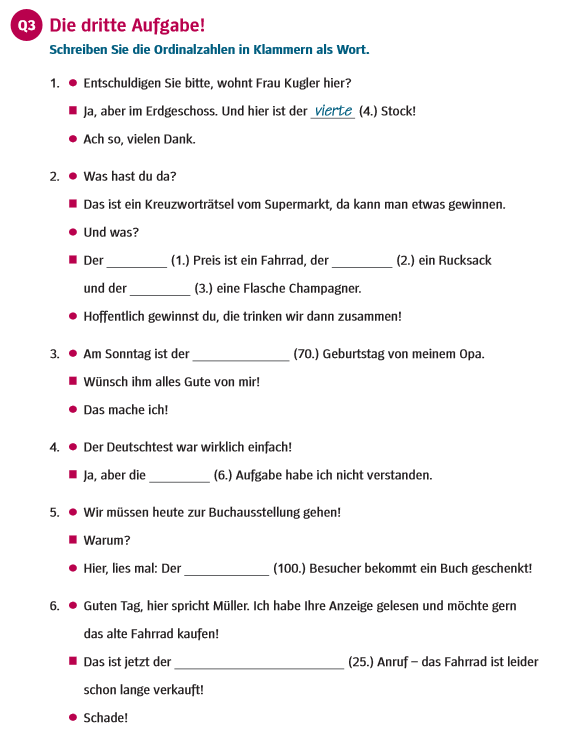 Q3 Die dritte Aufgabe!
Schreiben Sie die Ordinalzahlen in Klammern als Wort.
1. ● Entschuldigen Sie bitte, wohnt Frau Kugler hier?
■ Ja, aber im Erdgeschoss. Und hier ist der vierte (4.) Stock!
● Ach so, vielen Dank.
2. ● Was hast du da?
■ Das ist ein Kreuzworträtsel vom Supermarkt, da kann man etwas gewinnen.
● Und was?
■ Der _________ (1.) Preis ist ein Fahrrad, der _________ (2.) ein Rucksack
und der _________ (3.) eine Flasche Champagner.
● Hoffentlich gewinnst du, die trinken wir dann zusammen!
3. ● Am Sonntag ist der ______________ (70.) Geburtstag von meinem Opa.
■ Wünsch ihm alles Gute von mir!
● Das mache ich!
4. ● Der Deutschtest war wirklich einfach!
■ Ja, aber die _________ (6.) Aufgabe habe ich nicht verstanden.
5. ● Wir müssen heute zur Buchausstellung gehen!
■ Warum?
● Hier, lies mal: Der _____________ (100.) Besucher bekommt ein Buch geschenkt!
6. ● Guten Tag, hier spricht Müller. Ich habe Ihre Anzeige gelesen und möchte gern
das alte Fahrrad kaufen!
■ Das ist jetzt der __________________________ (25.) Anruf – das Fahrrad ist leider
schon lange verkauft!
● Schade!